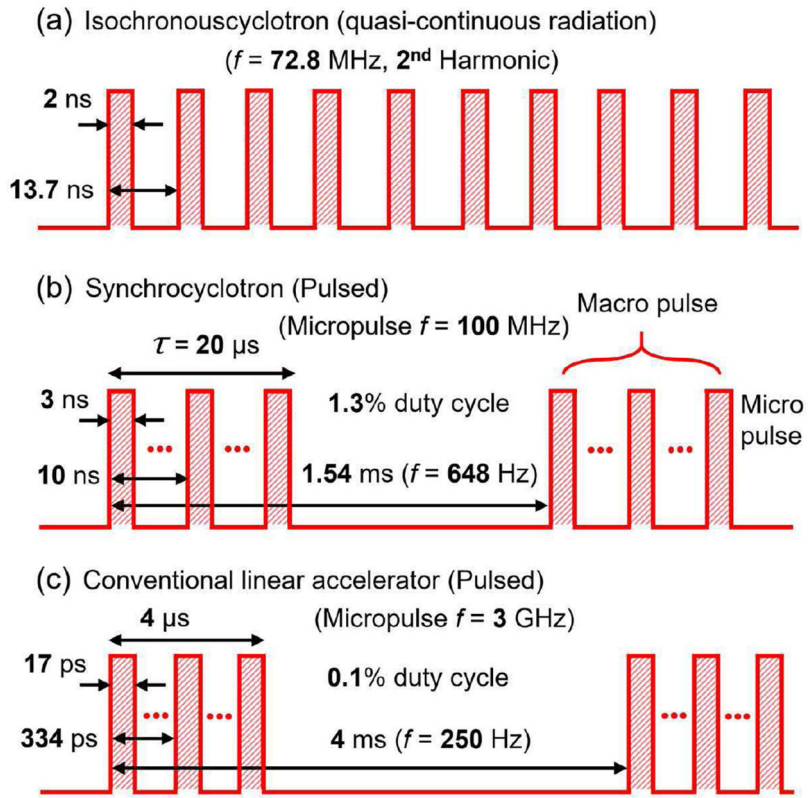 (a) Isochronouscyclotron (quasi-continuous radiation)
(f = 72.8 MHz, 2nd Harmonic)
2 ns
13.7 ns
(b) Synchrocyclotron (Pulsed)
(Micropulse f = 100 MHz)
Macro pulse
τ = 20 µs
3 ns
1.3% duty cycle
Micro
pulse
10 ns
1.54 ms (f = 648 Hz)
(c) Conventional linear accelerator (Pulsed)
4 µs
(Micropulse f = 3 GHz)
17 ps
0.1% duty cycle
334 ps
4 ms (f = 250 Hz)